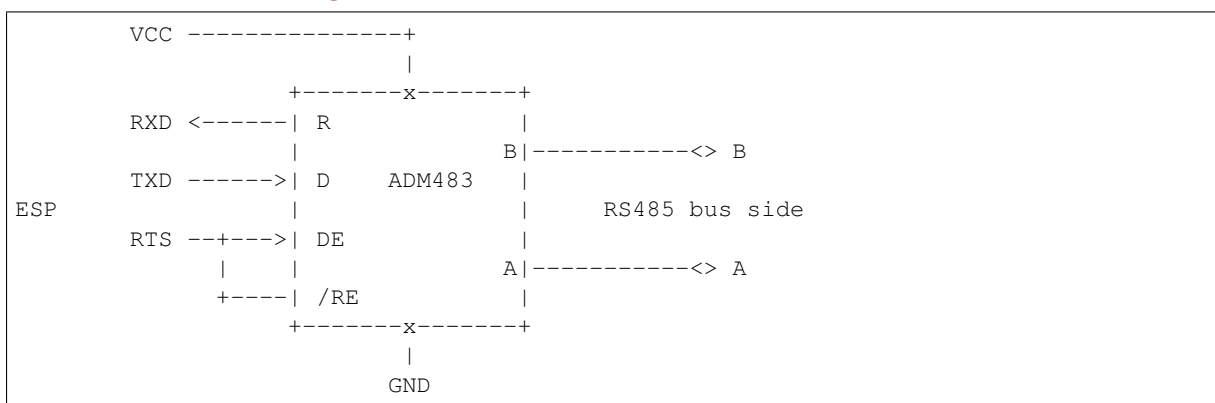 VCC ---------------+
|
+-------x-------+
RXD <------| R |
| B|-----------<> B
TXD ------>| D ADM483 |
ESP | | RS485 bus side
RTS --+--->| DE |
| | A|-----------<> A
+----| /RE |
+-------x-------+
|
GND